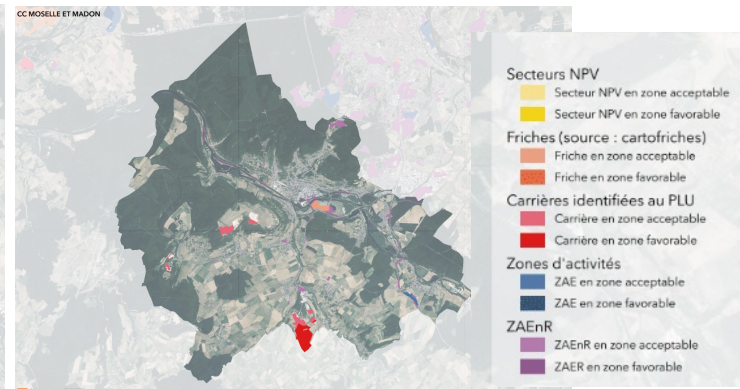 CC MOSELLE ET MADON
Secteurs NPV
Secteur NPV en zone acceptable
Secteur NPV en zone favorable
Friches (source : cartofriches)
Friche en zone acceptable
Friche en zone favorable
Carrières identifiées au PLU
Carrière en zone acceptable
Carrière en zone favorable
Zones d'activités
ZAE en zone acceptable
ZAE en zone favorable
ZAEnR
ZAEnR en zone acceptable
ZAER en zone favorable